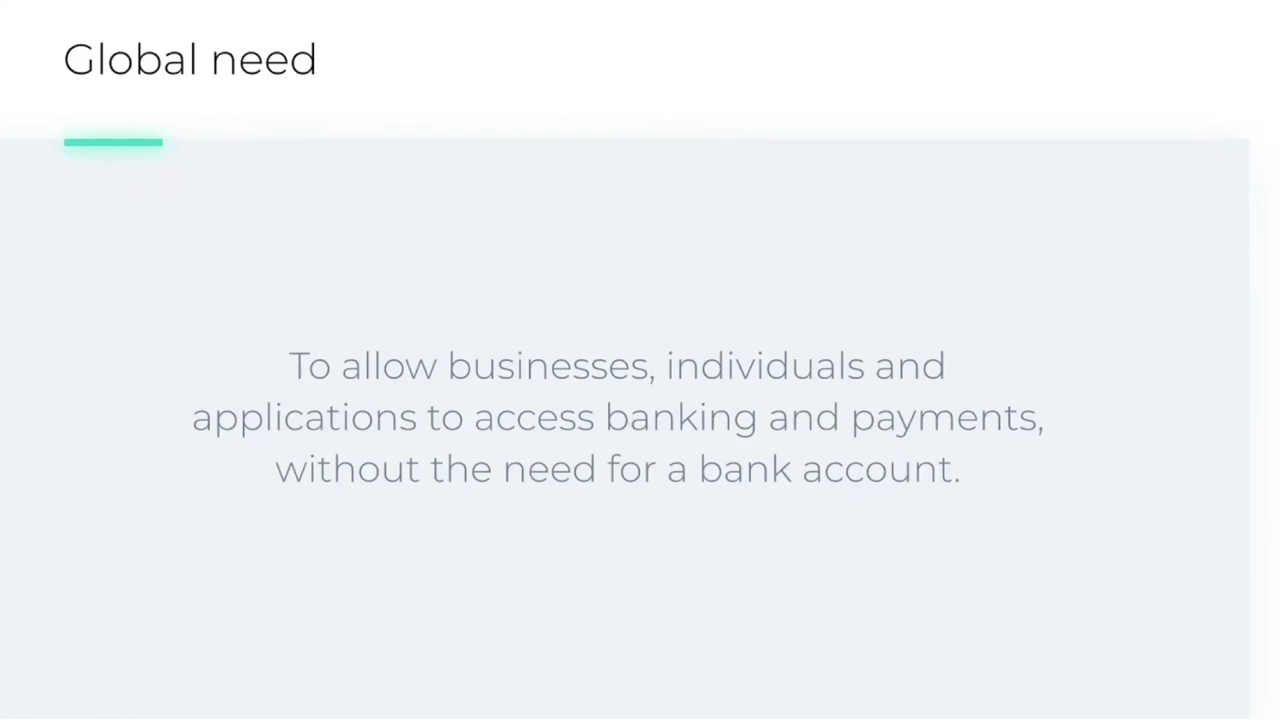 Global need
To allow businesses, individuals and
applications to access banking and payments,
without the need for a bank account.